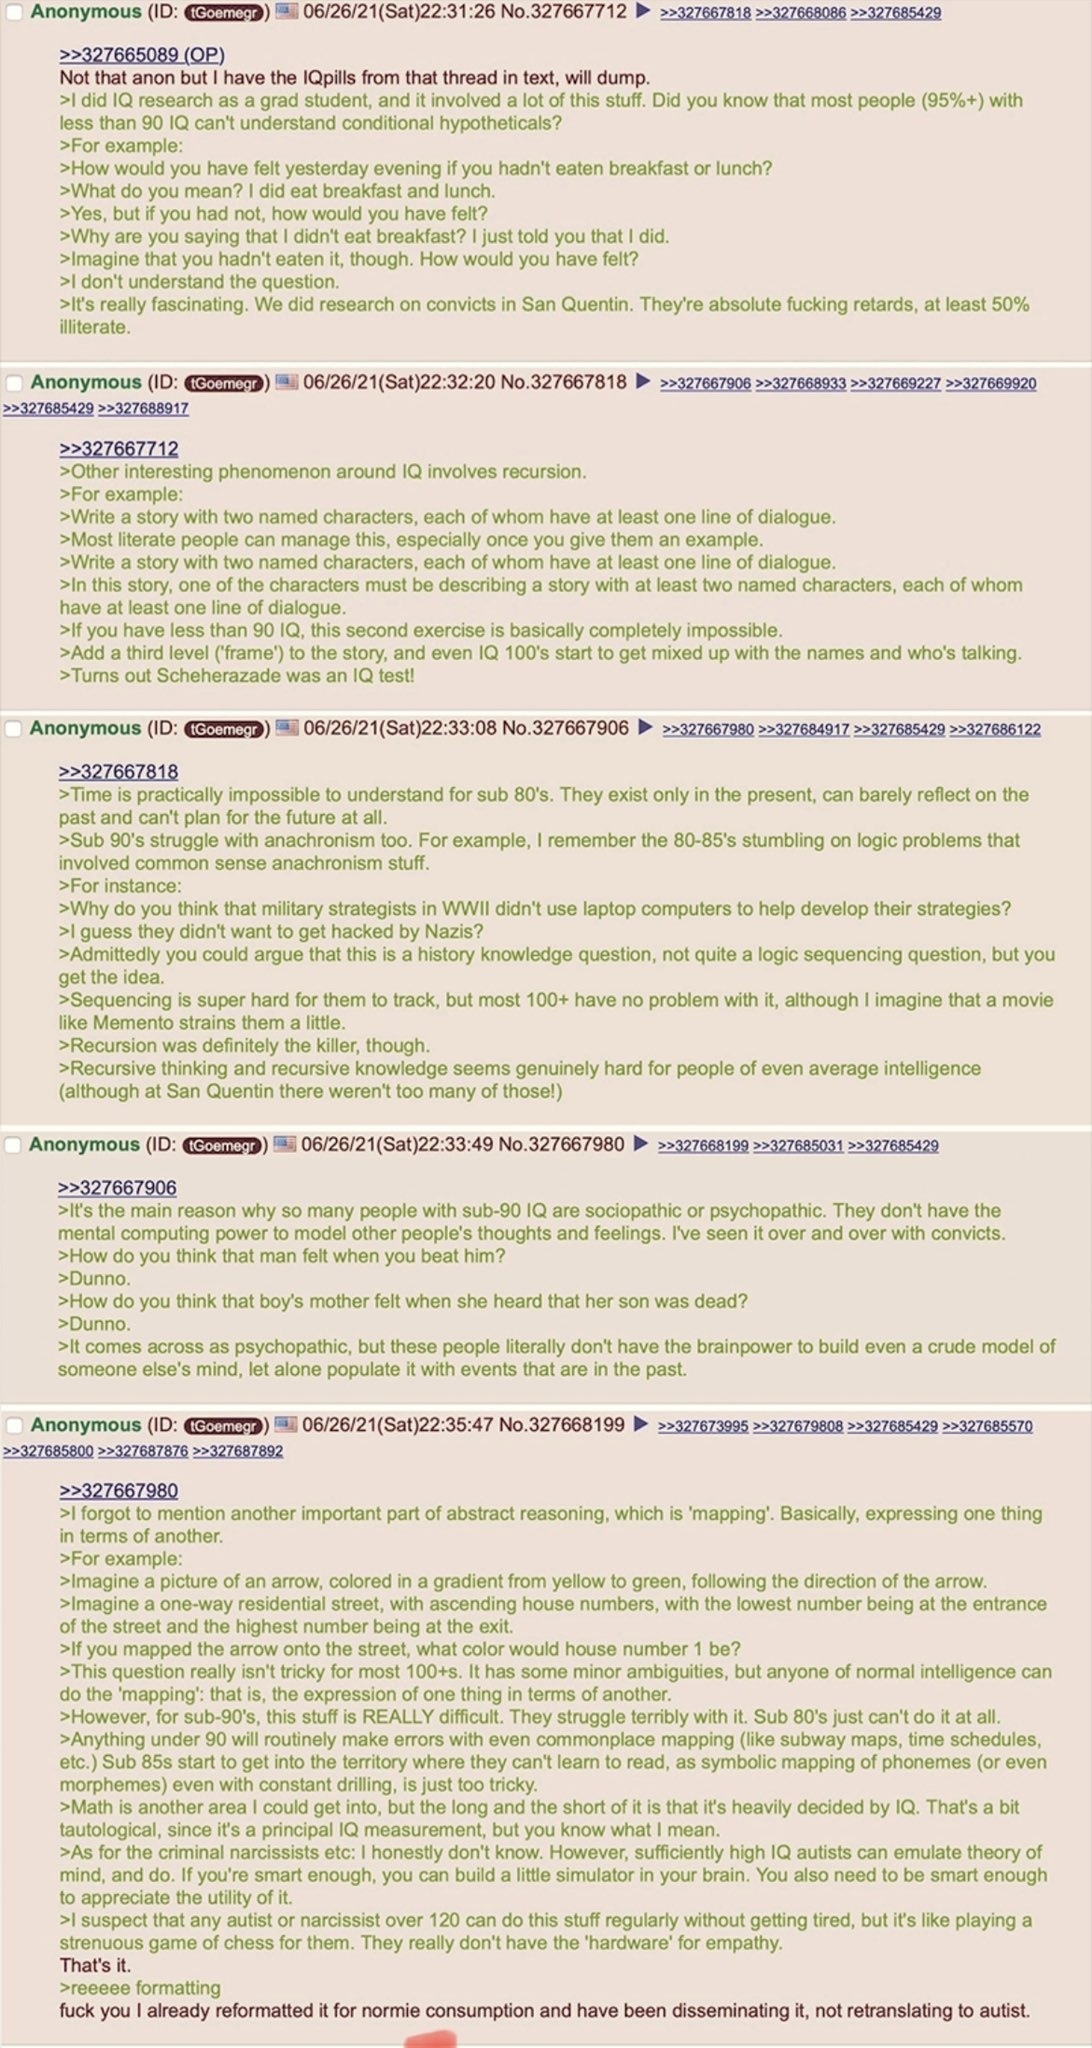 Anonymous (ID: tGoemegr) 06/26/21(Sat)22:31:26 No.327667712 ▶ >>327667818 >>327668086 >>327685429
>>327665089 (OP)
Not that anon but I have the IQpills from that thread in text, will dump.
>I did IQ research as a grad student, and it involved a lot of this stuff. Did you know that most people (95%+) with
less than 90 IQ can't understand conditional hypotheticals?
>For example:
>How would you have felt yesterday evening if you hadn't eaten breakfast or lunch?
>What do you mean? I did eat breakfast and lunch.
>Yes, but if you had not, how would you have felt?
>Why are you saying that I didn't eat breakfast? I just told you that I did.
>Imagine that you hadn't eaten it, though. How would you have felt?
>I don't understand the question.
>It's really fascinating. We did research on convicts in San Quentin. They're absolute fucking retards, at least 50%
illiterate.
Anonymous (ID: tGoemegr) 06/26/21(Sat)22:32:20 No.327667818 ▶ >>327667906 >>327668933 >>327669227 >>327669920
>>327685429 >>327688917
>>327667712
>Other interesting phenomenon around IQ involves recursion.
>For example:
>Write a story with two named characters, each of whom have at least one line of dialogue.
>Most literate people can manage this, especially once you give them an example.
>Write a story with two named characters, each of whom have at least one line of dialogue.
>In this story, one of the characters must be describing a story with at least two named characters, each of whom
have at least one line of dialogue.
>If you have less than 90 IQ, this second exercise is basically completely impossible.
>Add a third level ('frame') to the story, and even IQ 100's start to get mixed up with the names and who's talking.
>Turns out Scheherazade was an IQ test!
Anonymous (ID: tGoemegr) 06/26/21(Sat)22:33:08 No.327667906 ▶ >>327667980 >>327684917 >>327685429 >>327686122
>>327667818
>Time is practically impossible to understand for sub 80's. They exist only in the present, can barely reflect on the
past and can't plan for the future at all.
>Sub 90's struggle with anachronism too. For example, I remember the 80-85's stumbling on logic problems that
involved common sense anachronism stuff.
>For instance:
>Why do you think that military strategists in WWII didn't use laptop computers to help develop their strategies?
>I guess they didn't want to get hacked by Nazis?
>Admittedly you could argue that this is a history knowledge question, not quite a logic sequencing question, but you
get the idea.
>Sequencing is super hard for them to track, but most 100+ have no problem with it, although I imagine that a movie
like Memento strains them a little.
>Recursion was definitely the killer, though.
>Recursive thinking and recursive knowledge seems genuinely hard for people of even average intelligence
(although at San Quentin there weren't too many of those!)
Anonymous (ID: tGoemegr) 06/26/21(Sat)22:33:49 No.327667980 ▶ >>327668199 >>327685031 >>327685429
>>327667906
>It's the main reason why so many people with sub-90 IQ are sociopathic or psychopathic. They don't have the
mental computing power to model other people's thoughts and feelings. I've seen it over and over with convicts.
>How do you think that man felt when you beat him?
>Dunno.
>How do you think that boy's mother felt when she heard that her son was dead?
>Dunno.
>It comes across as psychopathic, but these people literally don't have the brainpower to build even a crude model of
someone else's mind, let alone populate it with events that are in the past.
Anonymous (ID: tGoemegr) 06/26/21(Sat)22:35:47 No.327668199 ▶ >>327673995 >>327679808 >>327685429 >>327685570
>>327685800 >>327687876 >>327687892
>>327667980
>I forgot to mention another important part of abstract reasoning, which is 'mapping'. Basically, expressing one thing
in terms of another.
>For example:
>Imagine a picture of an arrow, colored in a gradient from yellow to green, following the direction of the arrow.
>Imagine a one-way residential street, with ascending house numbers, with the lowest number being at the entrance
of the street and the highest number being at the exit.
>If you mapped the arrow onto the street, what color would house number 1 be?
>This question really isn't tricky for most 100+s. It has some minor ambiguities, but anyone of normal intelligence can
do the 'mapping': that is, the expression of one thing in terms of another.
>However, for sub-90's, this stuff is REALLY difficult. They struggle terribly with it. Sub 80's just can't do it at all.
>Anything under 90 will routinely make errors with even commonplace mapping (like subway maps, time schedules,
etc.) Sub 85s start to get into the territory where they can't learn to read, as symbolic mapping of phonemes (or even
morphemes) even with constant drilling, is just too tricky.
>Math is another area I could get into, but the long and the short of it is that it's heavily decided by IQ. That's a bit
tautological, since it's a principal IQ measurement, but you know what I mean.
>As for the criminal narcissists etc: I honestly don't know. However, sufficiently high IQ autists can emulate theory of
mind, and do. If you're smart enough, you can build a little simulator in your brain. You also need to be smart enough
to appreciate the utility of it.
>I suspect that any autist or narcissist over 120 can do this stuff regularly without getting tired, but it's like playing a
strenuous game of chess for them. They really don't have the 'hardware' for empathy.
That's it.
>reeeee formatting
fuck you I already reformatted it for normie consumption and have been disseminating it, not retranslating to autist.